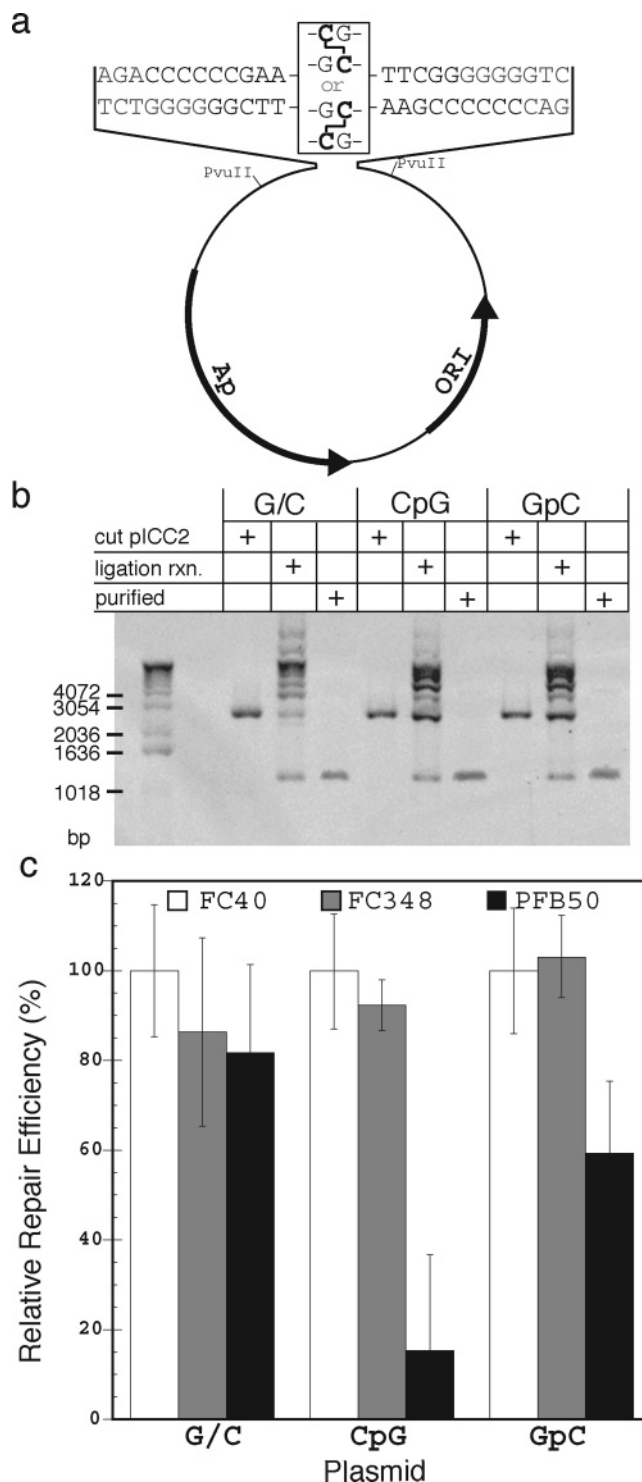 a
-CG-
AGACCCCCCGAA- -GC- -TTCGGGGGGGTC
or
TCTGGGGGGCTT- -GC- -AAGCCCCCCCAG
-CG-
PvuII PvuII
Ap ORI
b
G/C CpG GpC
cut pICC2 + + +
ligation rxn. + + +
purified + + +
4072
3054
2036
1636
1018
bp
c
120
FC40 FC348 PFB50
100
80
60
40
20
0
Relative Repair Efficiency (%)
G/C CpG GpC
Plasmid